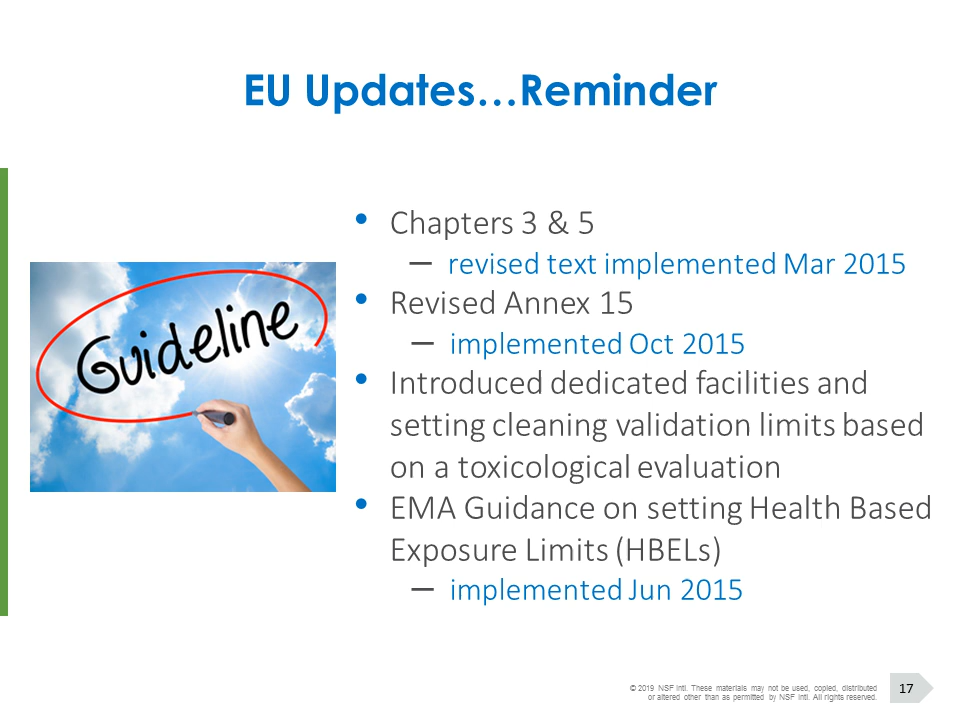 EU Updates…Reminder
Guideline
• Chapters 3 & 5
– revised text implemented Mar 2015
• Revised Annex 15
– implemented Oct 2015
• Introduced dedicated facilities and
setting cleaning validation limits based
on a toxicological evaluation
• EMA Guidance on setting Health Based
Exposure Limits (HBELs)
– implemented Jun 2015
© 2019 NSF Intl. These materials may not be used, copied, distributed
or altered other than as permitted by NSF Intl. All rights reserved.
17